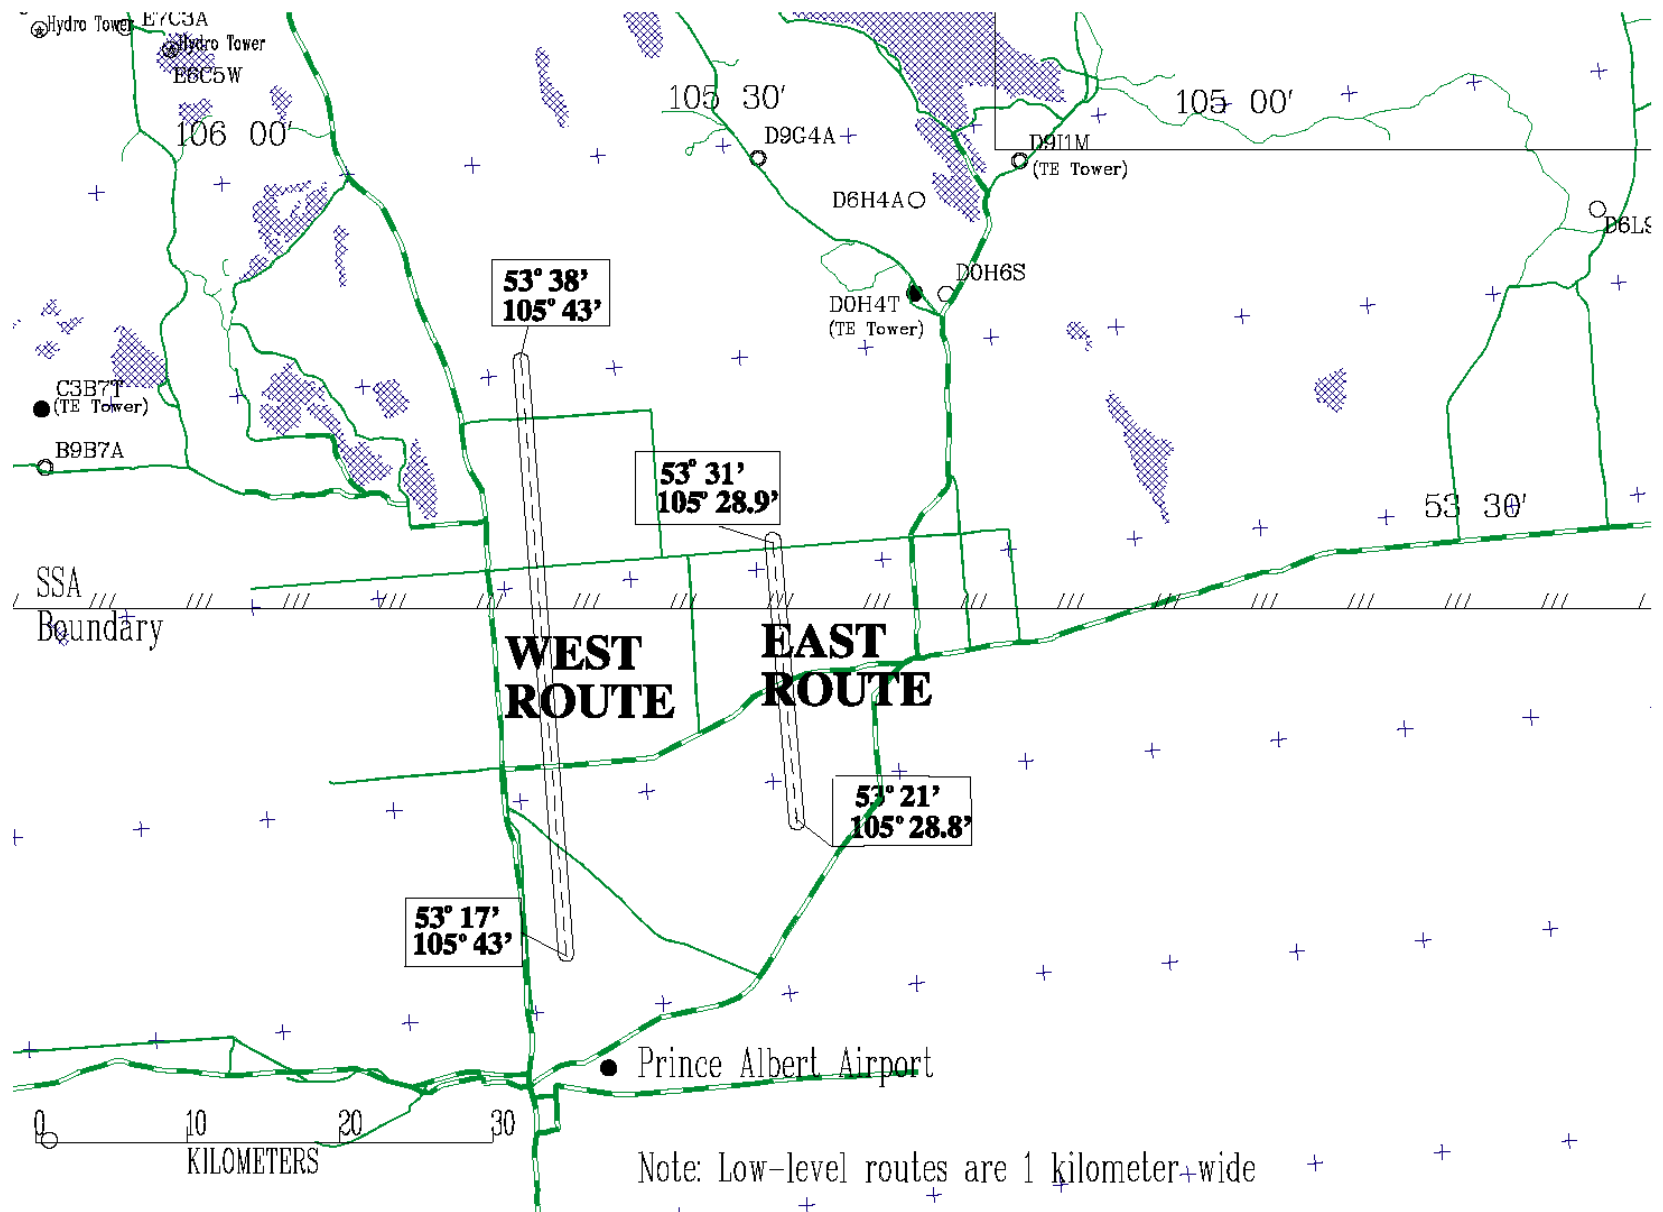 Hydro Tower
E7C3A
Hydro Tower
E6C5W
106 00'
105 30'
105 00'
D9G4A
D9I1M
(TE Tower)
D6H4A
D6L9
D0H6S
D0H4T
(TE Tower)
53° 38'
105° 43'
C3B7T
(TE Tower)
B9B7A
53° 31'
105° 28.9'
53 30'
SSA
Boundary
WEST
ROUTE
EAST
ROUTE
53° 21'
105° 28.8'
53° 17'
105° 43'
Prince Albert Airport
0 10 20 30
KILOMETERS
Note: Low-level routes are 1 kilometer wide